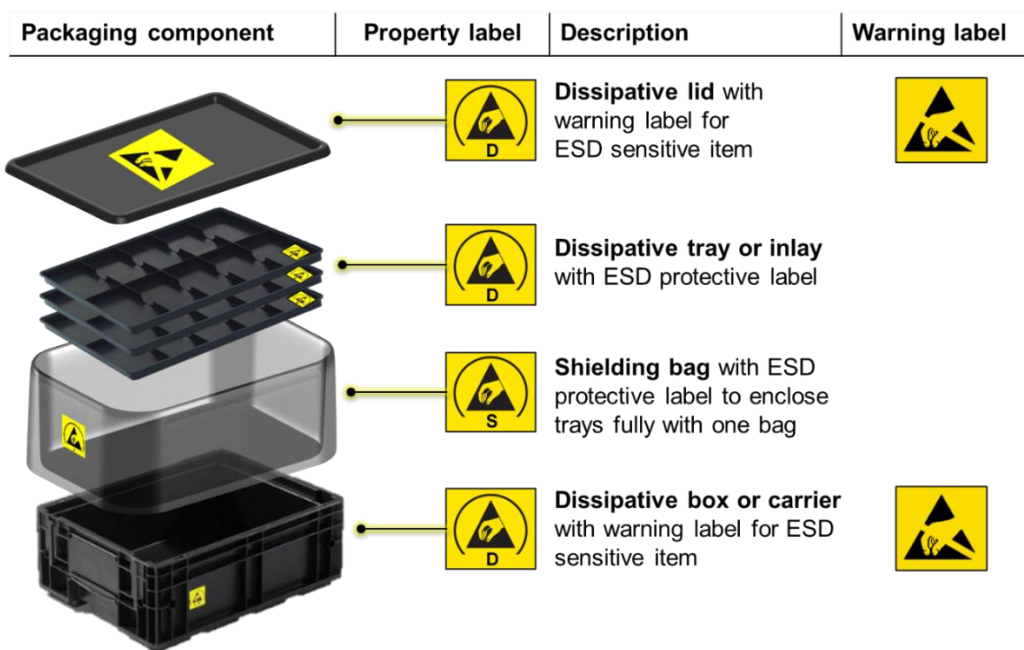 Packaging component
Property label
Description
Warning label
D
Dissipative lid with
warning label for
ESD sensitive item
D
Dissipative tray or inlay
with ESD protective label
S
Shielding bag with ESD
protective label to enclose
trays fully with one bag
D
Dissipative box or carrier
with warning label for ESD
sensitive item